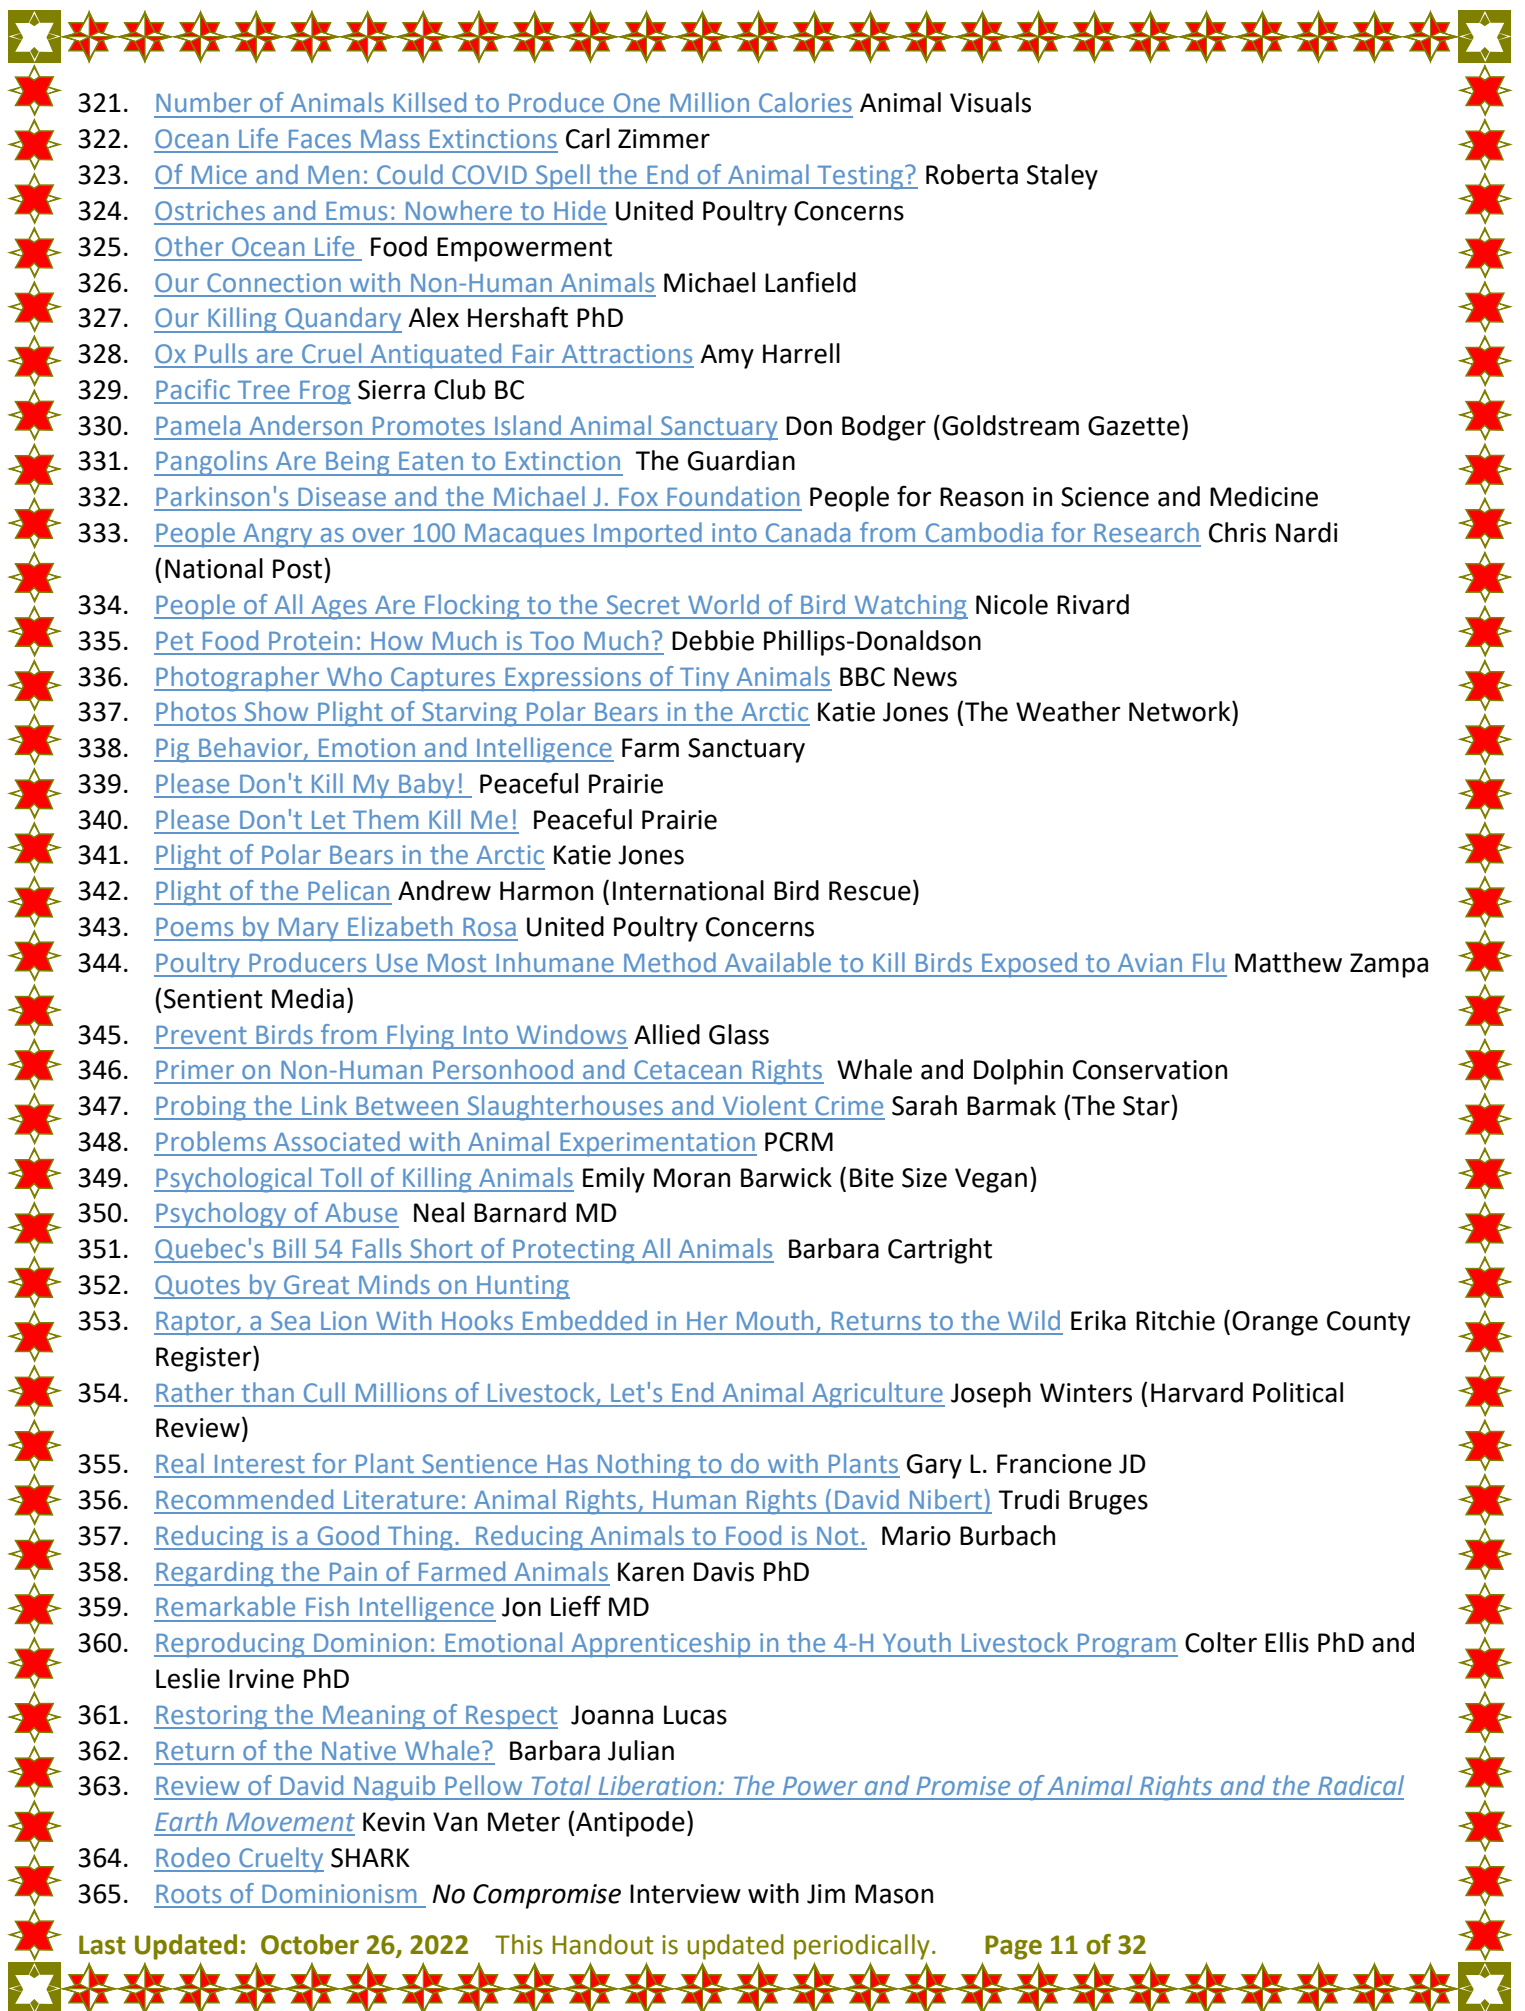 321. Number of Animals Killsed to Produce One Million Calories Animal Visuals
322. Ocean Life Faces Mass Extinctions Carl Zimmer
323. Of Mice and Men: Could COVID Spell the End of Animal Testing? Roberta Staley
324. Ostriches and Emus: Nowhere to Hide United Poultry Concerns
325. Other Ocean Life Food Empowerment
326. Our Connection with Non-Human Animals Michael Lanfield
327. Our Killing Quandary Alex Hershaft PhD
328. Ox Pulls are Cruel Antiquated Fair Attractions Amy Harrell
329. Pacific Tree Frog Sierra Club BC
330. Pamela Anderson Promotes Island Animal Sanctuary Don Bodger (Goldstream Gazette)
331. Pangolins Are Being Eaten to Extinction The Guardian
332. Parkinson's Disease and the Michael J. Fox Foundation People for Reason in Science and Medicine
333. People Angry as over 100 Macaques Imported into Canada from Cambodia for Research Chris Nardi
(National Post)
334. People of All Ages Are Flocking to the Secret World of Bird Watching Nicole Rivard
335. Pet Food Protein: How Much is Too Much? Debbie Phillips-Donaldson
336. Photographer Who Captures Expressions of Tiny Animals BBC News
337. Photos Show Plight of Starving Polar Bears in the Arctic Katie Jones (The Weather Network)
338. Pig Behavior, Emotion and Intelligence Farm Sanctuary
339. Please Don't Kill My Baby! Peaceful Prairie
340. Please Don't Let Them Kill Me! Peaceful Prairie
341. Plight of Polar Bears in the Arctic Katie Jones
342. Plight of the Pelican Andrew Harmon (International Bird Rescue)
343. Poems by Mary Elizabeth Rosa United Poultry Concerns
344. Poultry Producers Use Most Inhumane Method Available to Kill Birds Exposed to Avian Flu Matthew Zampa
(Sentient Media)
345. Prevent Birds from Flying Into Windows Allied Glass
346. Primer on Non-Human Personhood and Cetacean Rights Whale and Dolphin Conservation
347. Probing the Link Between Slaughterhouses and Violent Crime Sarah Barmak (The Star)
348. Problems Associated with Animal Experimentation PCRM
349. Psychological Toll of Killing Animals Emily Moran Barwick (Bite Size Vegan)
350. Psychology of Abuse Neal Barnard MD
351. Quebec's Bill 54 Falls Short of Protecting All Animals Barbara Cartright
352. Quotes by Great Minds on Hunting
353. Raptor, a Sea Lion With Hooks Embedded in Her Mouth, Returns to the Wild Erika Ritchie (Orange County
Register)
354. Rather than Cull Millions of Livestock, Let's End Animal Agriculture Joseph Winters (Harvard Political
Review)
355. Real Interest for Plant Sentience Has Nothing to do with Plants Gary L. Francione JD
356. Recommended Literature: Animal Rights, Human Rights (David Nibert) Trudi Bruges
357. Reducing is a Good Thing. Reducing Animals to Food is Not. Mario Burbach
358. Regarding the Pain of Farmed Animals Karen Davis PhD
359. Remarkable Fish Intelligence Jon Lieff MD
360. Reproducing Dominion: Emotional Apprenticeship in the 4-H Youth Livestock Program Colter Ellis PhD and
Leslie Irvine PhD
361. Restoring the Meaning of Respect Joanna Lucas
362. Return of the Native Whale? Barbara Julian
363. Review of David Naguib Pellow Total Liberation: The Power and Promise of Animal Rights and the Radical
Earth Movement Kevin Van Meter (Antipode)
364. Rodeo Cruelty SHARK
365. Roots of Dominionism No Compromise Interview with Jim Mason
Last Updated: October 26, 2022 This Handout is updated periodically. Page 11 of 32